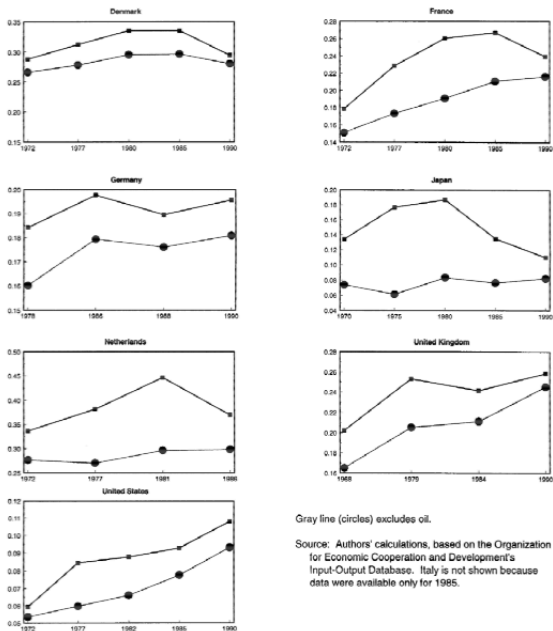 Denmark
0.35
0.30
0.25
0.20
0.15
1972 1977 1980 1985 1990
France
0.28
0.26
0.24
0.22
0.20
0.18
0.16
0.14
1972 1977 1980 1985 1990
Germany
0.20
0.19
0.18
0.17
0.16
0.15
1978 1986 1988 1990
Japan
0.20
0.18
0.16
0.14
0.12
0.10
0.08
0.06
0.04
1970 1975 1980 1985 1990
Netherlands
0.50
0.45
0.40
0.35
0.30
0.25
1972 1977 1981 1986
United Kingdom
0.28
0.26
0.24
0.22
0.20
0.18
0.16
1968 1979 1984 1990
United States
0.12
0.11
0.10
0.09
0.08
0.07
0.06
0.05
1972 1977 1982 1985 1990
Gray line (circles) excludes oil.
Source: Authors' calculations, based on the Organization
for Economic Cooperation and Development's
Input-Output Database. Italy is not shown because
data were available only for 1985.